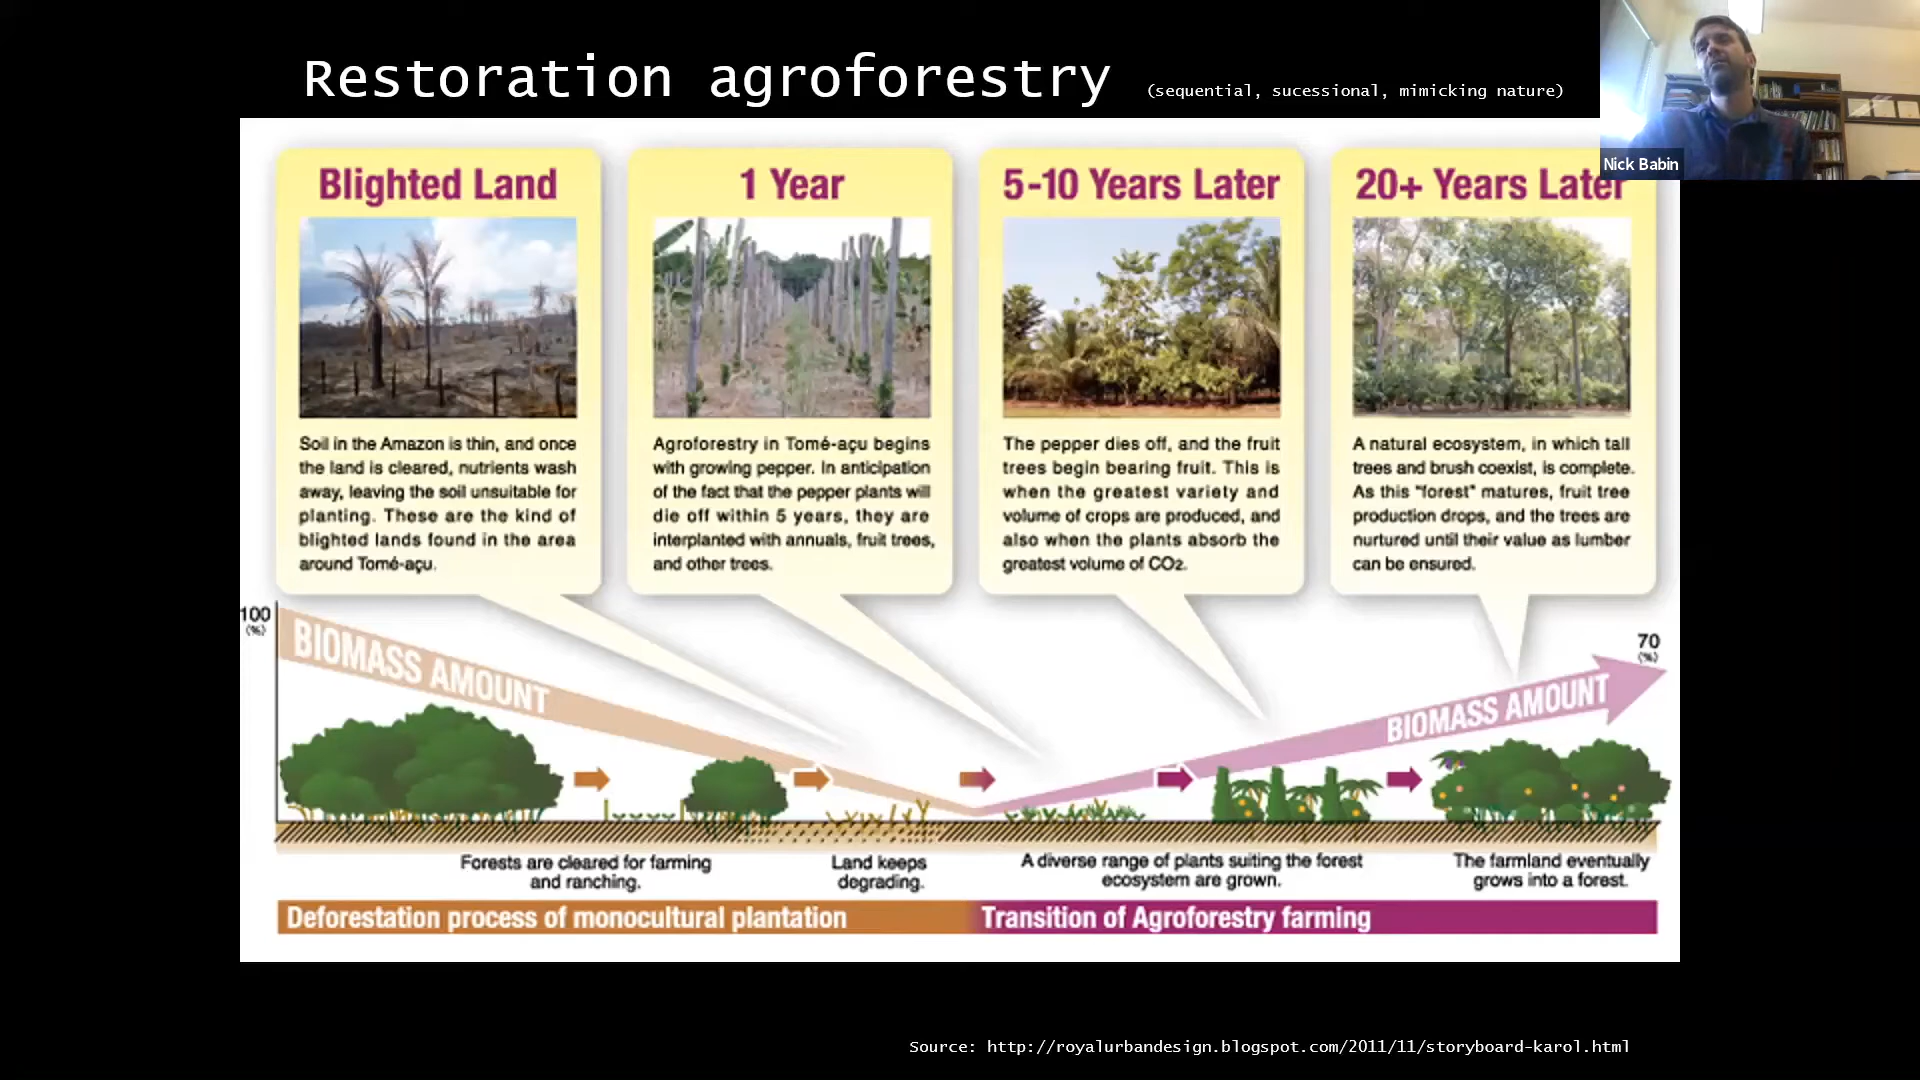 Restoration agroforestry (sequential, sucessional, mimicking nature)
Nick Babin
Blighted Land
Soil in the Amazon is thin, and once
the land is cleared, nutrients wash
away, leaving the soil unsuitable for
planting. These are the kind of
blighted lands found in the area
around Tomé-açu.
1 Year
Agroforestry in Tomé-açu begins
with growing pepper. In anticipation
of the fact that the pepper plants will
die off within 5 years, they are
interplanted with annuals, fruit trees,
and other trees.
5-10 Years Later
The pepper dies off, and the fruit
trees begin bearing fruit. This is
when the greatest variety and
volume of crops are produced, and
also when the plants absorb the
greatest volume of CO2.
20+ Years Later
A natural ecosystem, in which tall
trees and brush coexist, is complete.
As this "forest" matures, fruit tree
production drops, and the trees are
nurtured until their value as lumber
can be ensured.
100
(%)
BIOMASS AMOUNT
70
(%)
BIOMASS AMOUNT
Forests are cleared for farming
and ranching.
Land keeps
degrading.
A diverse range of plants suiting the forest
ecosystem are grown.
The farmland eventually
grows into a forest.
Deforestation process of monocultural plantation
Transition of Agroforestry farming
Source: http://royalurbandesign.blogspot.com/2011/11/storyboard-karol.html